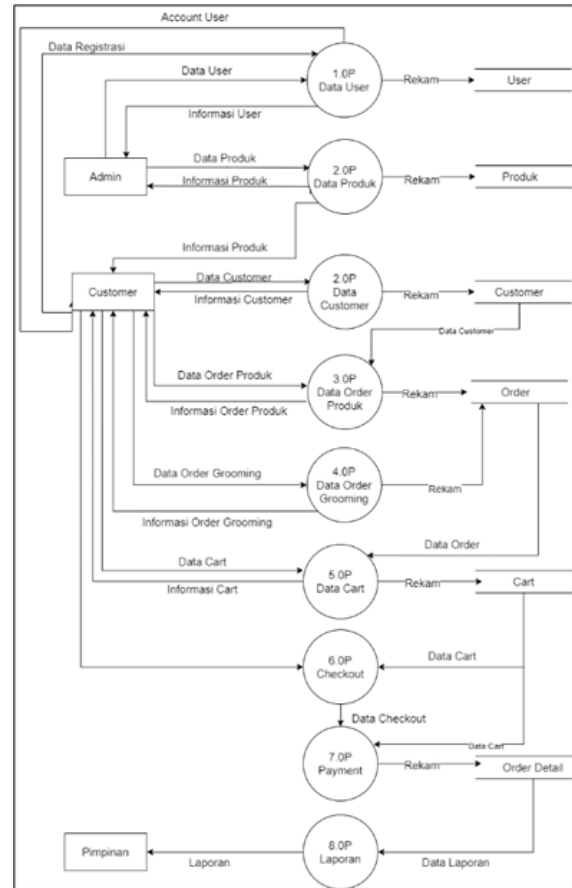 Account User
Data Registrasi
Data User
1.0P
Data User
Rekam
User
Informasi User
Admin
Data Produk
Informasi Produk
2.0P
Data Produk
Rekam
Produk
Informasi Produk
Customer
Data Customer
Informasi Customer
2.0P
Data
Customer
Rekam
Customer
Data Customer
Data Order Produk
Informasi Order Produk
3.0P
Data Order
Produk
Rekam
Order
Data Order Grooming
4.0P
Data Order
Grooming
Rekam
Informasi Order Grooming
Data Order
Data Cart
Informasi Cart
5.0P
Data Cart
Rekam
Cart
6.0P
Checkout
Data Cart
Data Checkout
Data Cart
7.0P
Payment
Rekam
Order Detail
Pimpinan
Laporan
8.0P
Laporan
Data Laporan